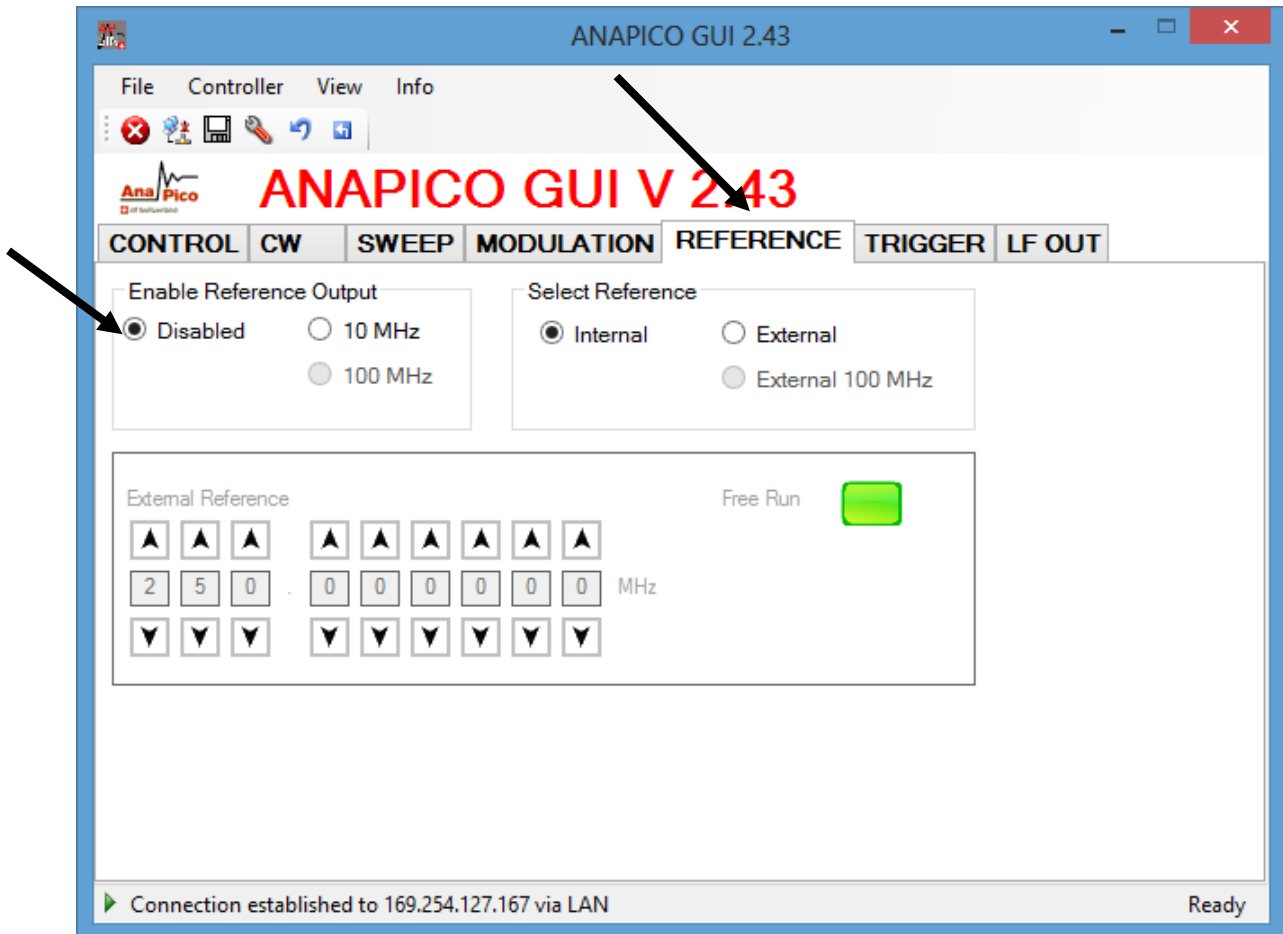 ANAPICO GUI 2.43
File Controller View Info
Ana Pico
ANAPICO GUI V 2.43
CONTROL CW SWEEP MODULATION REFERENCE TRIGGER LF OUT
Enable Reference Output Select Reference
Disabled 10 MHz Internal External
100 MHz External 100 MHz
External Reference Free Run
2 5 0 . 0 0 0 0 0 0 MHz
Connection established to 169.254.127.167 via LAN Ready